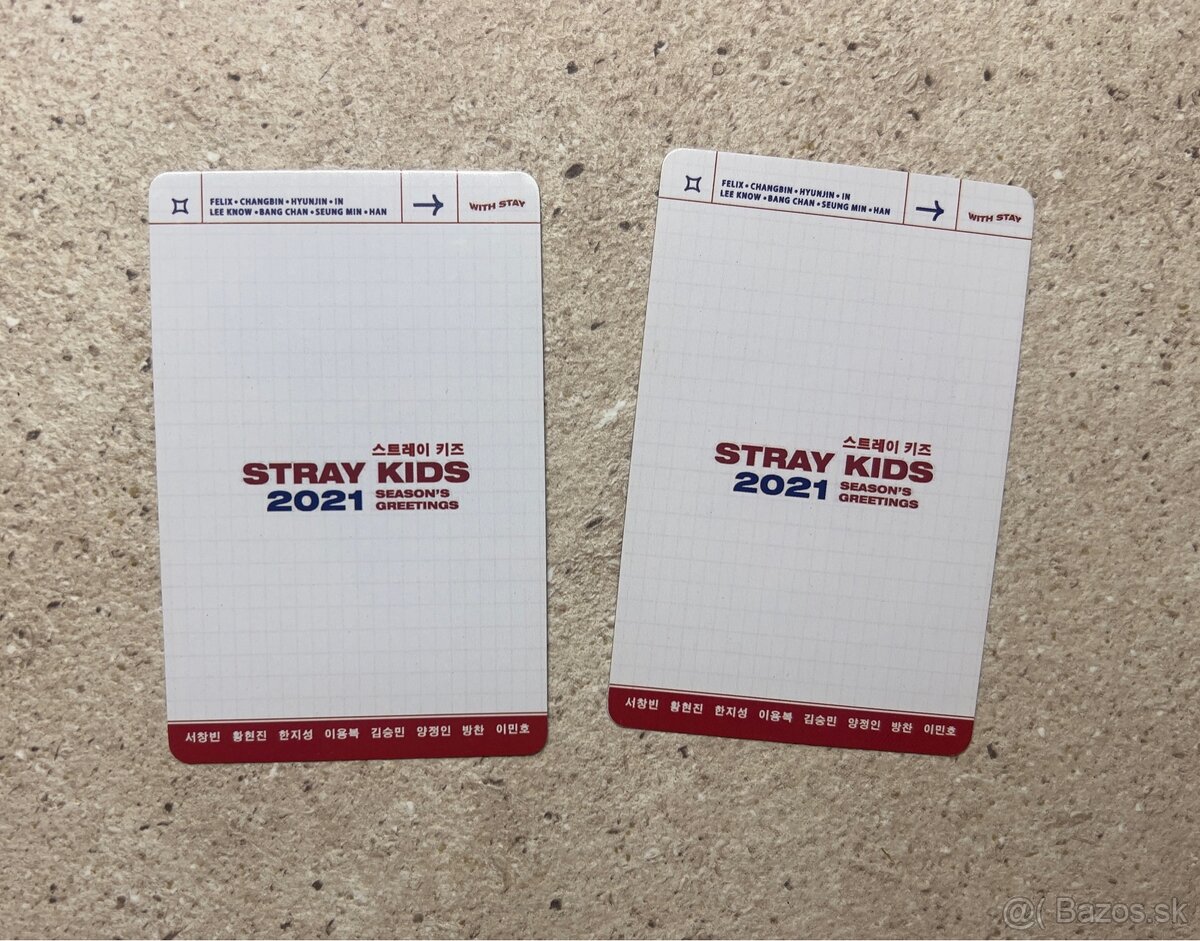 FELIX • CHANGBIN • HYUNJIN • IN
LEE KNOW • BANG CHAN • SEUNG MIN • HAN
WITH STAY
스트레이 키즈
STRAY KIDS
2021 SEASON'S
GREETINGS
서창빈 황현진 한지성 이용복 김승민 양정인 방찬 이민호
FELIX • CHANGBIN • HYUNJIN • IN
LEE KNOW • BANG CHAN • SEUNG MIN • HAN
WITH STAY
스트레이 키즈
STRAY KIDS
2021 SEASON'S
GREETINGS
서창빈 황현진 한지성 이용복 김승민 양정인 방찬 이민호
@( Bazos.sk